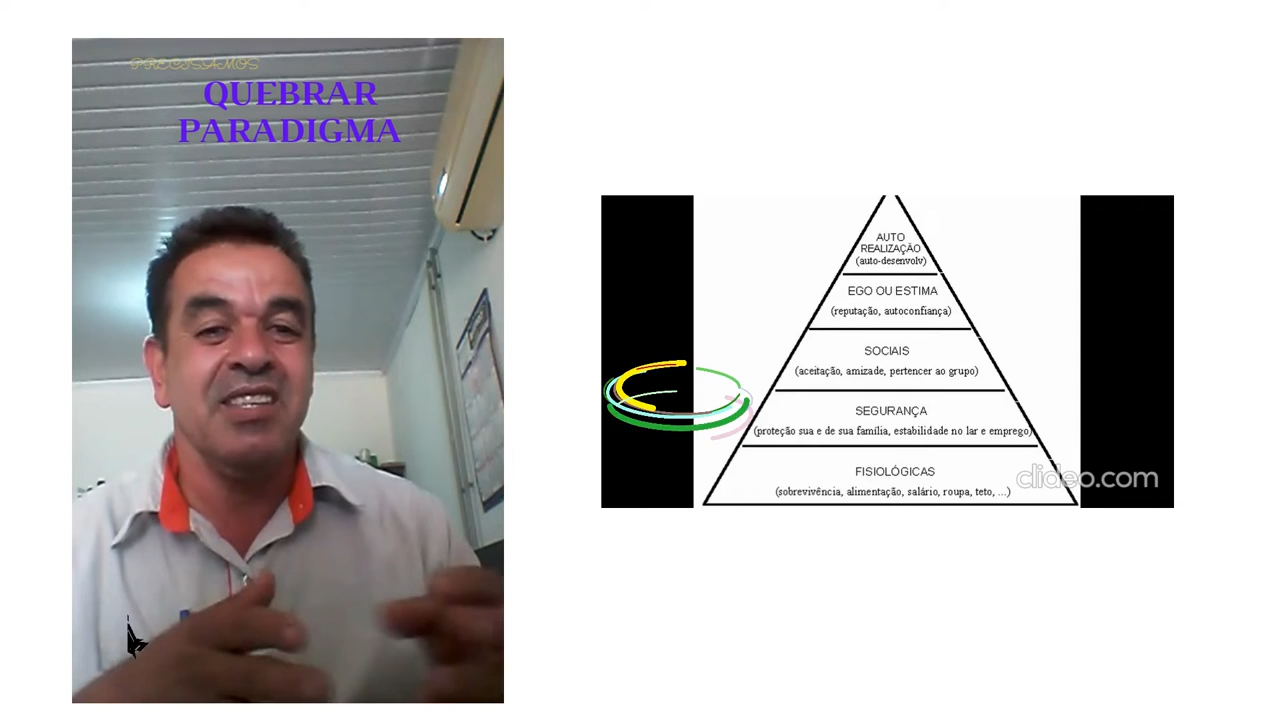 PRECISAMOS
QUEBRAR
PARADIGMA
AUTO
REALIZAÇÃO
(auto-desenvolv)
EGO OU ESTIMA
(reputação, autoconfiança)
SOCIAIS
(aceitação, amizade, pertencer ao grupo)
SEGURANÇA
(proteção sua e de sua família, estabilidade no lar e emprego)
FISIOLÓGICAS
(sobrevivência, alimentação, salário, roupa, teto, ...)
clideo.com